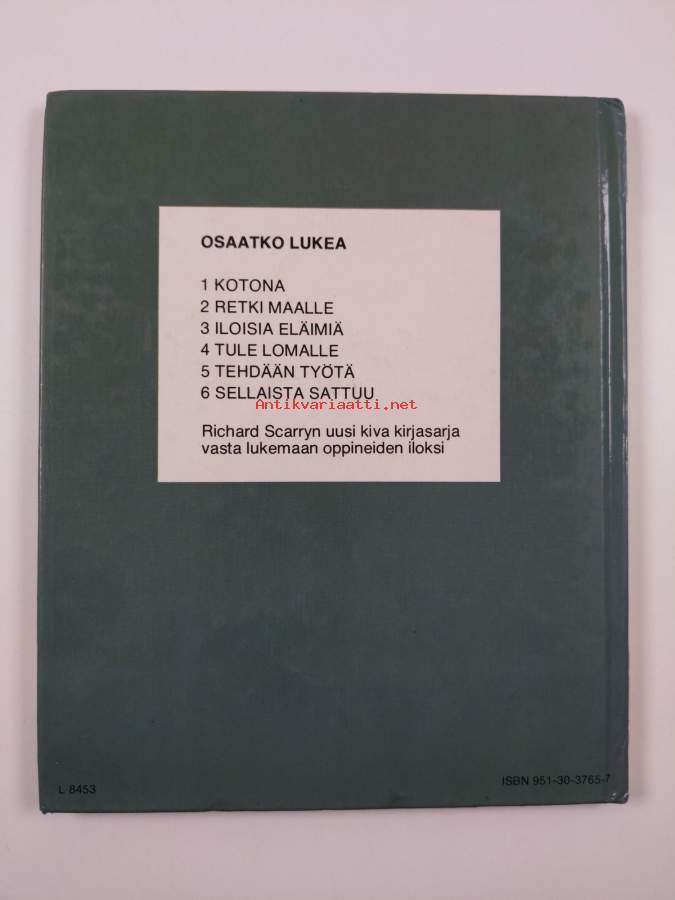 OSAATKO LUKEA
1 KOTONA
2 RETKI MAALLE
3 ILOISIA ELÄIMIÄ
4 TULE LOMALLE
5 TEHDÄÄN TYÖTÄ
6 SELLAISTA SATTUU
Antikvariaatti.net
Richard Scarryn uusi kiva kirjasarja
vasta lukemaan oppineiden iloksi
L 8453
ISBN 951-30-3765-7